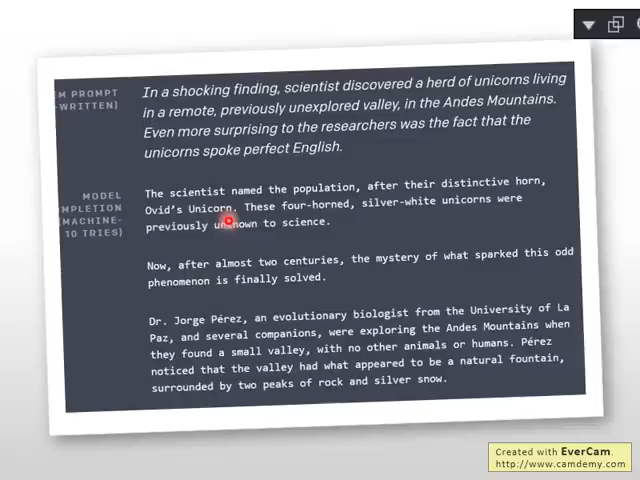 EM PROMPT
-WRITTEN)
In a shocking finding, scientist discovered a herd of unicorns living
in a remote, previously unexplored valley, in the Andes Mountains.
Even more surprising to the researchers was the fact that the
unicorns spoke perfect English.
MODEL
MPLETION
(MACHINE-
10 TRIES)
The scientist named the population, after their distinctive horn,
Ovid's Unicorn. These four-horned, silver-white unicorns were
previously unknown to science.
Now, after almost two centuries, the mystery of what sparked this odd
phenomenon is finally solved.
Dr. Jorge Pérez, an evolutionary biologist from the University of La
Paz, and several companions, were exploring the Andes Mountains when
they found a small valley, with no other animals or humans. Pérez
noticed that the valley had what appeared to be a natural fountain,
surrounded by two peaks of rock and silver snow.
Created with EverCam.
http://www.camdemy.com